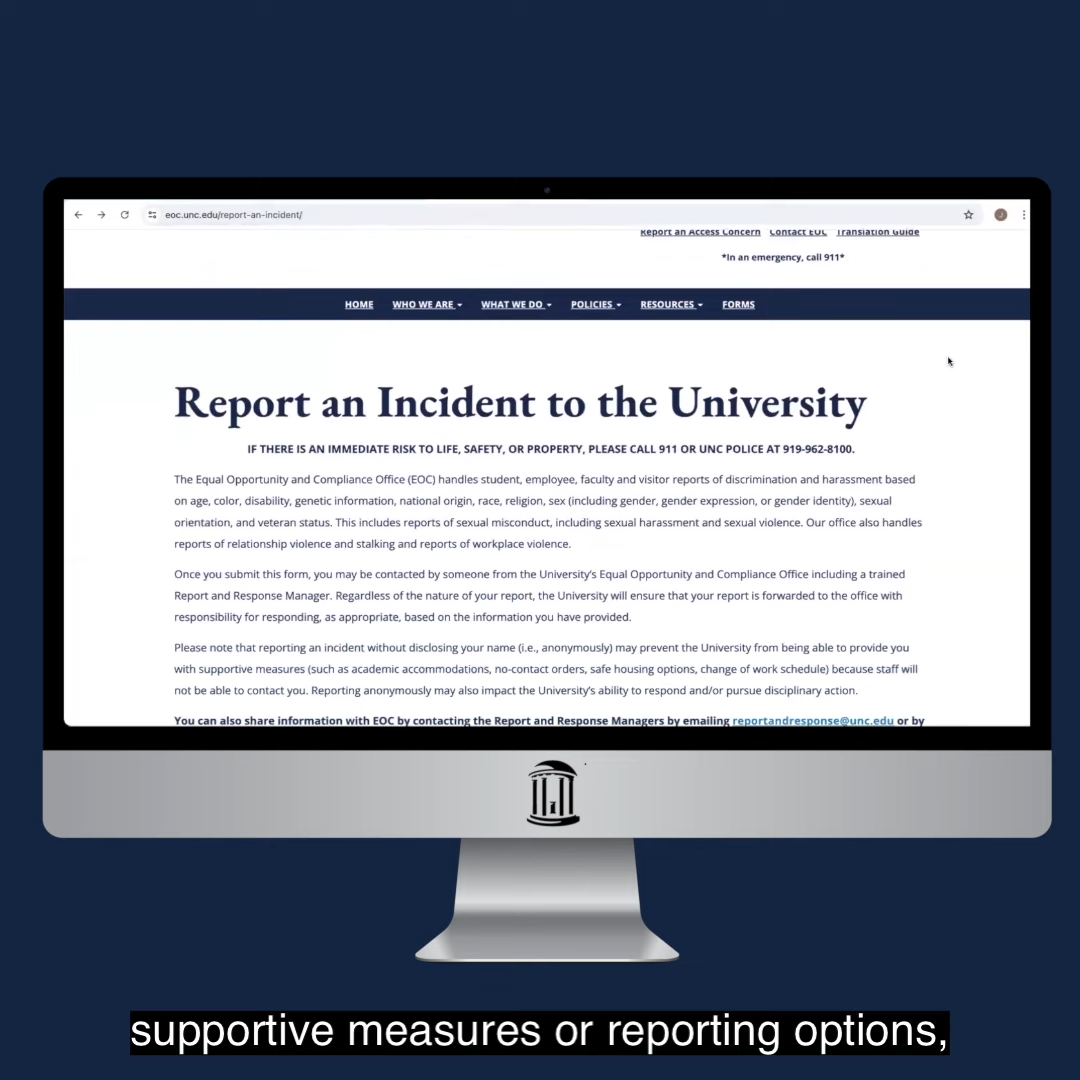 eoc.unc.edu/report-an-incident/
J
Report an Access Concern Contact EOC Translation Guide
*In an emergency, call 911*
HOME WHO WE ARE WHAT WE DO POLICIES RESOURCES FORMS
Report an Incident to the University
IF THERE IS AN IMMEDIATE RISK TO LIFE, SAFETY, OR PROPERTY, PLEASE CALL 911 OR UNC POLICE AT 919-962-8100.
The Equal Opportunity and Compliance Office (EOC) handles student, employee, faculty and visitor reports of discrimination and harassment based
on age, color, disability, genetic information, national origin, race, religion, sex (including gender, gender expression, or gender identity), sexual
orientation, and veteran status. This includes reports of sexual misconduct, including sexual harassment and sexual violence. Our office also handles
reports of relationship violence and stalking and reports of workplace violence.
Once you submit this form, you may be contacted by someone from the University's Equal Opportunity and Compliance Office including a trained
Report and Response Manager. Regardless of the nature of your report, the University will ensure that your report is forwarded to the office with
responsibility for responding, as appropriate, based on the information you have provided.
Please note that reporting an incident without disclosing your name (i.e., anonymously) may prevent the University from being able to provide you
with supportive measures (such as academic accommodations, no-contact orders, safe housing options, change of work schedule) because staff will
not be able to contact you. Reporting anonymously may also impact the University's ability to respond and/or pursue disciplinary action.
You can also share information with EOC by contacting the Report and Response Managers by emailing reportandresponse@unc.edu or by
supportive measures or reporting options,